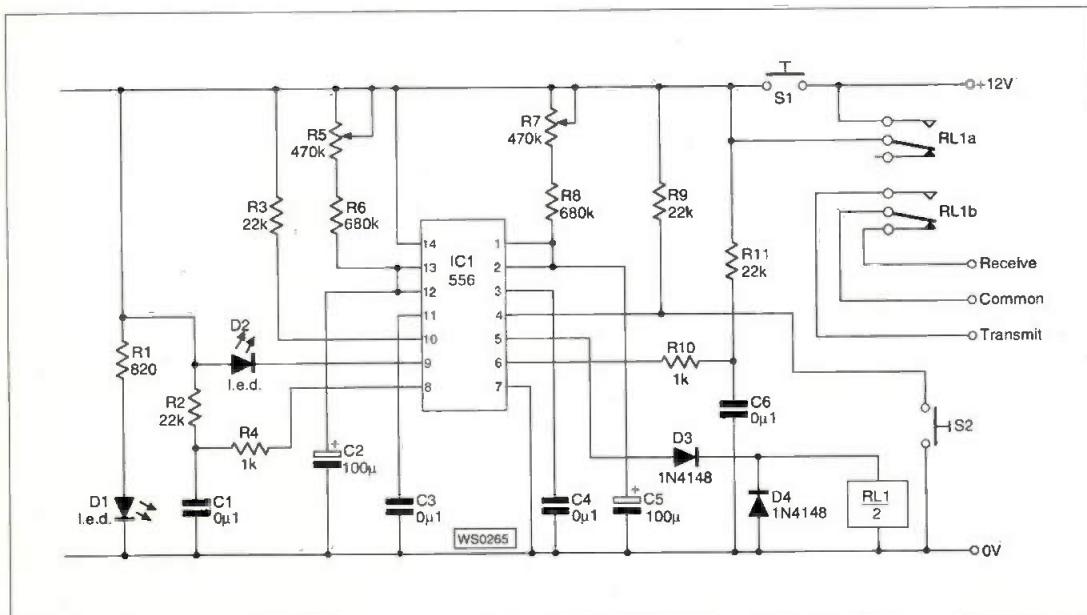 S1
+12V
RL1a
RL1b
Receive
Common
Transmit
R5
470k
R7
470k
R3
22k
R6
680k
R8
680k
R9
22k
R11
22k
IC1
556
14
13
12
11
10
9
8
1
2
3
4
5
6
7
D2
l.e.d.
R1
820
R2
22k
R4
1k
R10
1k
C6
0µ1
S2
D1
l.e.d.
C1
0µ1
+
C2
100µ
C3
0µ1
C4
0µ1
+
C5
100µ
D3
1N4148
D4
1N4148
RL1
2
WS0265
0V